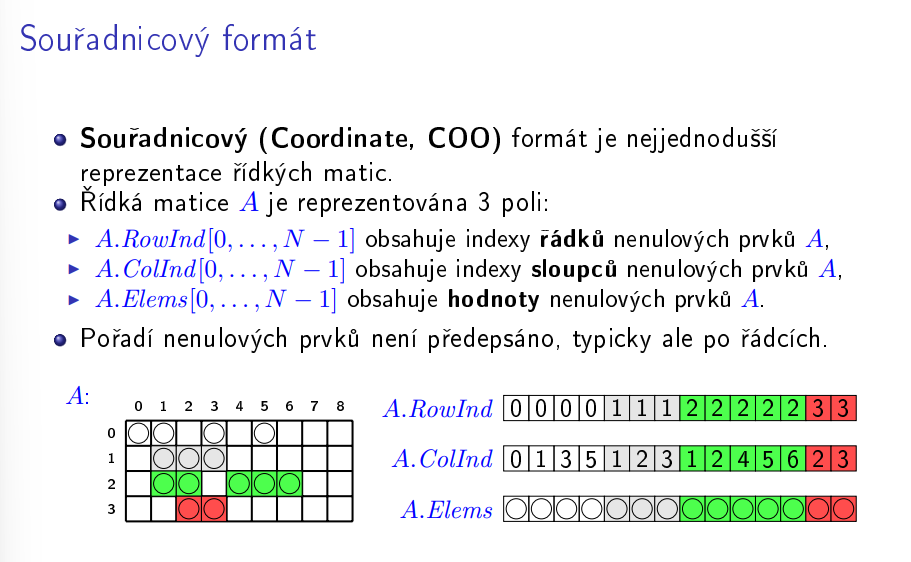 Souřadnicový formát
Souřadnicový (Coordinate, COO) formát je nejjednodušší
reprezentace řídkých matic.
Řídká matice A je reprezentována 3 poli:
A.RowInd[0, . . . , N − 1] obsahuje indexy řádků nenulových prvků A,
A.ColInd[0, . . . , N − 1] obsahuje indexy sloupců nenulových prvků A,
A.Elems[0, . . . , N − 1] obsahuje hodnoty nenulových prvků A.
Pořadí nenulových prvků není předepsáno, typicky ale po řádcích.
A:
0 1 2 3 4 5 6 7 8
0
1
2
3
A.RowInd 0 0 0 0 1 1 1 2 2 2 2 2 3 3
A.ColInd 0 1 3 5 1 2 3 1 2 4 5 6 2 3
A.Elems